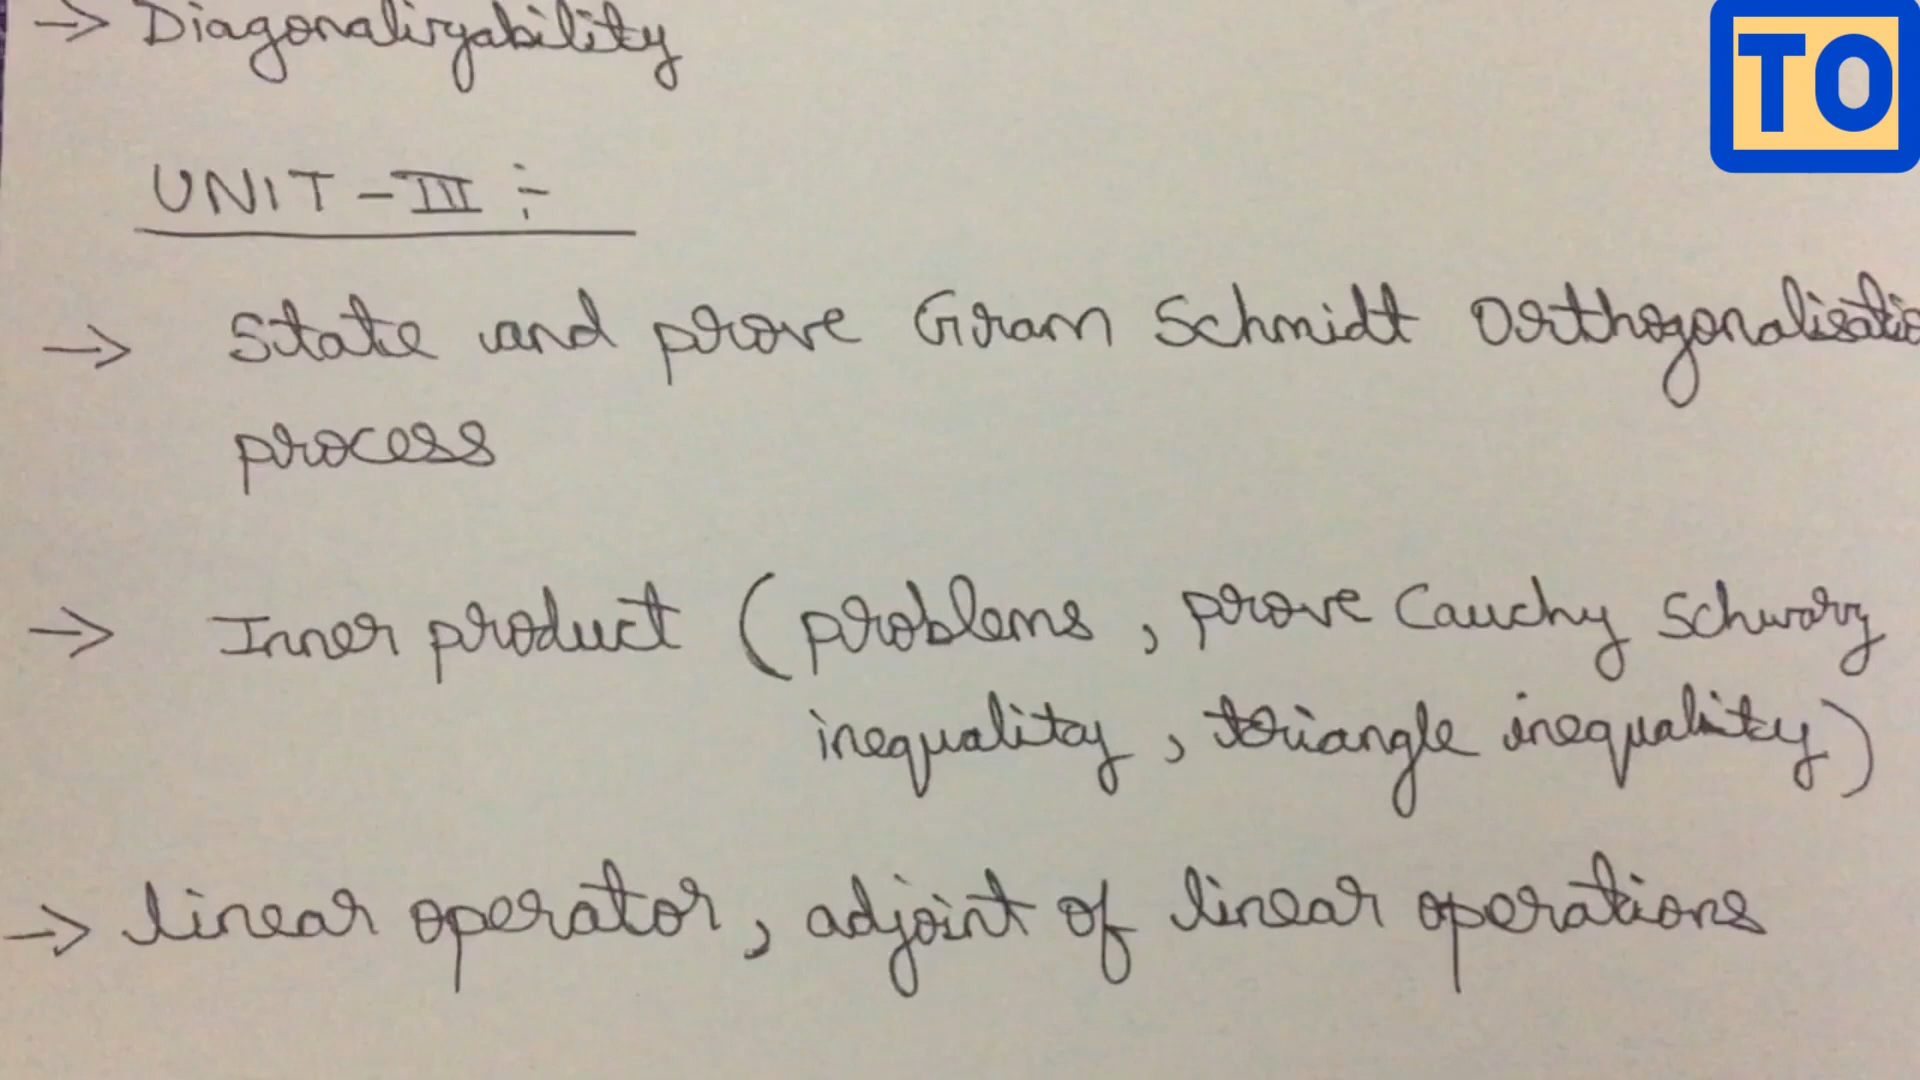 → Diagonalizability
TO
UNIT - III :-
→ State and prove Gram Schmidt Orthogonalisatio
process
→ Inner product (problems, prove Cauchy Schwarz
inequality, triangle inequality)
→ linear operator, adjoint of linear operations